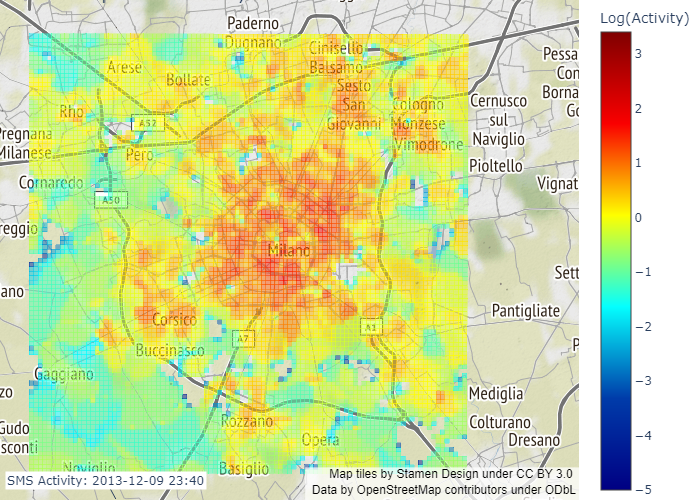 Log(Activity)
3
2
1
0
−1
−2
−3
−4
−5
Paderno
Dugnano
Cinisello
Balsamo
Arese
Bollate
Sesto
San
Giovanni
Cologno
Monzese
Vimodrone
Cernusco
sul
Naviglio
Pioltello
Pessa
Con
Borna
Go
Rho
A52
Pregnana
Milanese
Pero
Cornaredo
A50
reggio
Vignat
Milano
Sett
ano
Pantigliate
Corsico
A7
A1
P
Buccinasco
Gaggiano
zo
Mediglia
Rozzano
Colturano
Dresano
Gudo
sconti
Opera
Noviglio
Basiglio
SMS Activity: 2013-12-09 23:40
Map tiles by Stamen Design under CC BY 3.0
Data by OpenStreetMap contributors under ODbL